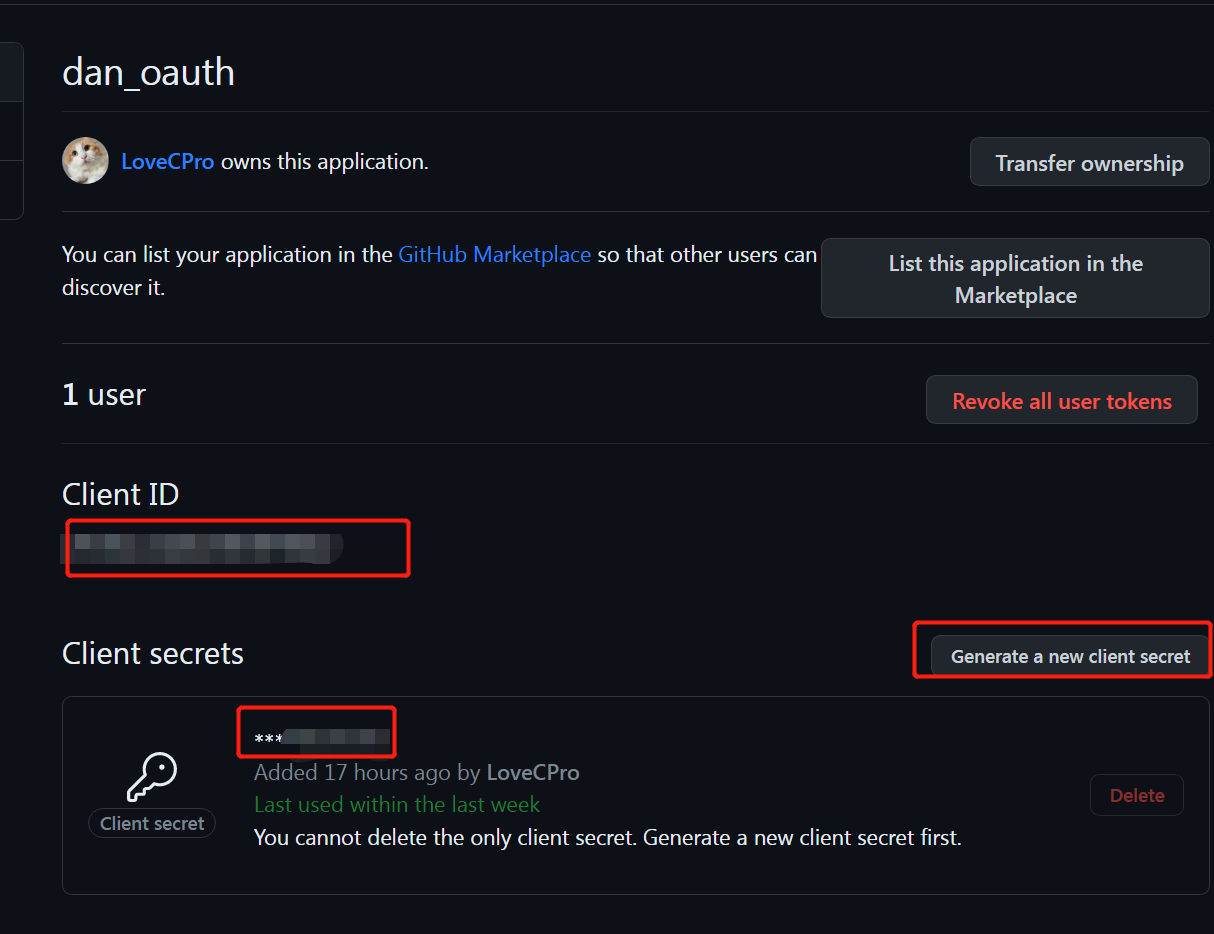 dan_oauth
LoveCPro owns this application.
Transfer ownership
You can list your application in the GitHub Marketplace so that other users can
discover it.
List this application in the
Marketplace
1 user
Revoke all user tokens
Client ID
Client secrets
Generate a new client secret
***
Added 17 hours ago by LoveCPro
Last used within the last week
You cannot delete the only client secret. Generate a new client secret first.
Client secret
Delete